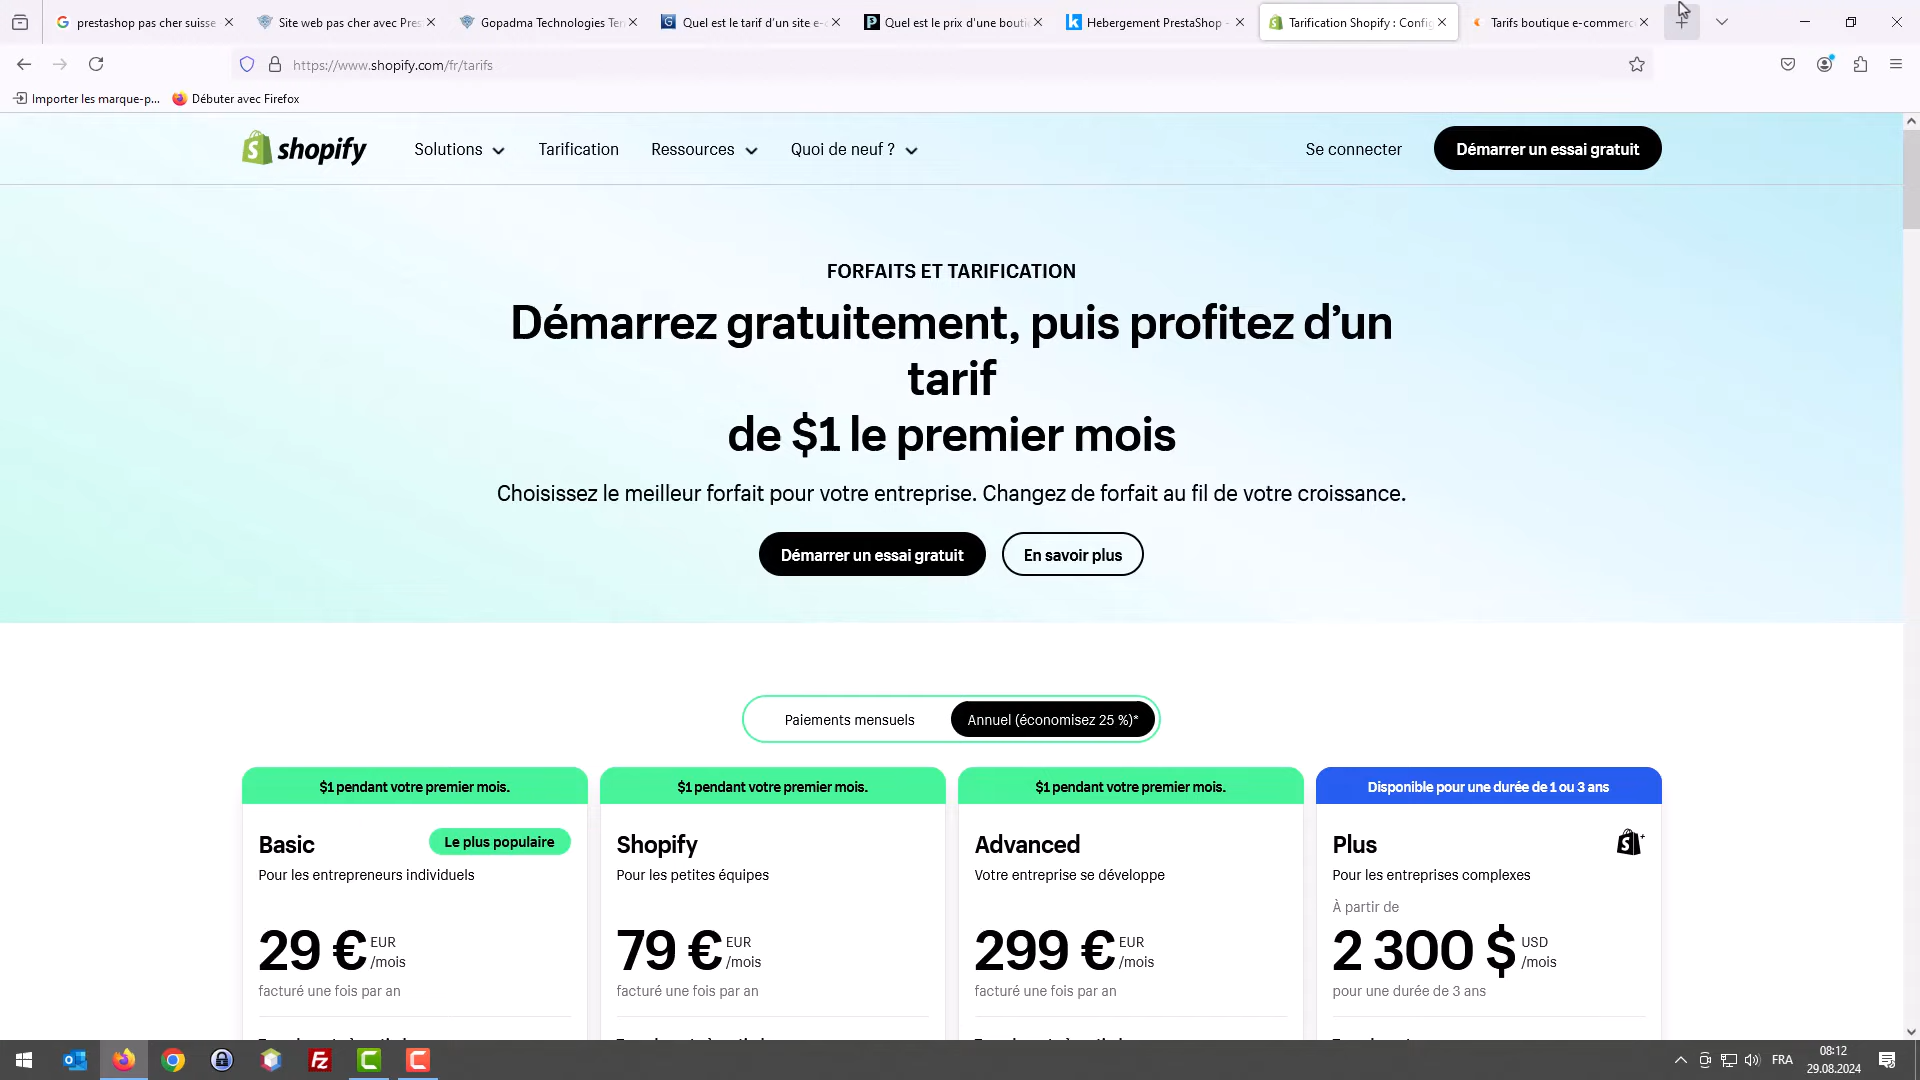 prestashop pas cher suisse
Site web pas cher avec Pres
Gopadma Technologies Ten
Quel est le tarif d'un site e-c
Quel est le prix d'une bouti
Hebergement PrestaShop -
Tarification Shopify : Config
Tarifs boutique e-commerc
https://www.shopify.com/fr/tarifs
Importer les marque-p...
Débuter avec Firefox
shopify
Solutions
Tarification
Ressources
Quoi de neuf ?
Se connecter
Démarrer un essai gratuit
FORFAITS ET TARIFICATION
Démarrez gratuitement, puis profitez d’un
tarif
de $1 le premier mois
Choisissez le meilleur forfait pour votre entreprise. Changez de forfait au fil de votre croissance.
Démarrer un essai gratuit
En savoir plus
Paiements mensuels
Annuel (économisez 25 %)*
$1 pendant votre premier mois.
$1 pendant votre premier mois.
$1 pendant votre premier mois.
Disponible pour une durée de 1 ou 3 ans
Basic
Le plus populaire
Pour les entrepreneurs individuels
29 € EUR
/mois
facturé une fois par an
Shopify
Pour les petites équipes
79 € EUR
/mois
facturé une fois par an
Advanced
Votre entreprise se développe
299 € EUR
/mois
facturé une fois par an
Plus
Pour les entreprises complexes
À partir de
2 300 $ USD
/mois
pour une durée de 3 ans
FRA
08:12
29.08.2024